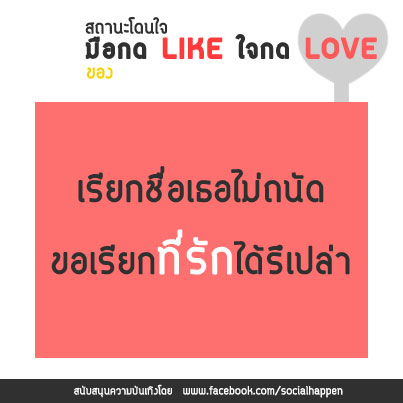 สถานะโดนใจ
มือกด LIKE ใจกด LOVE
ของ
เรียกชื่อเธอไม่ถนัด
ขอเรียกที่รักได้รึเปล่า
สนับสนุนความบันเทิงโดย www.facebook.com/socialhappen